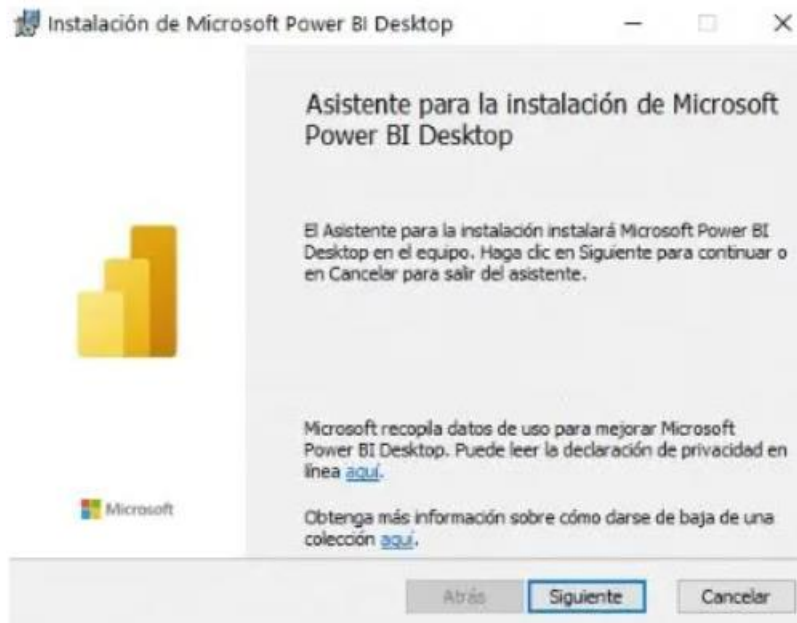 Instalación de Microsoft Power BI Desktop
Asistente para la instalación de Microsoft
Power BI Desktop
El Asistente para la instalación instalará Microsoft Power BI
Desktop en el equipo. Haga clic en Siguiente para continuar o
en Cancelar para salir del asistente.
Microsoft recopila datos de uso para mejorar Microsoft
Power BI Desktop. Puede leer la declaración de privacidad en
línea aquí.
Microsoft
Obtenga más información sobre cómo darse de baja de una
colección aquí.
Atrás Siguiente Cancelar